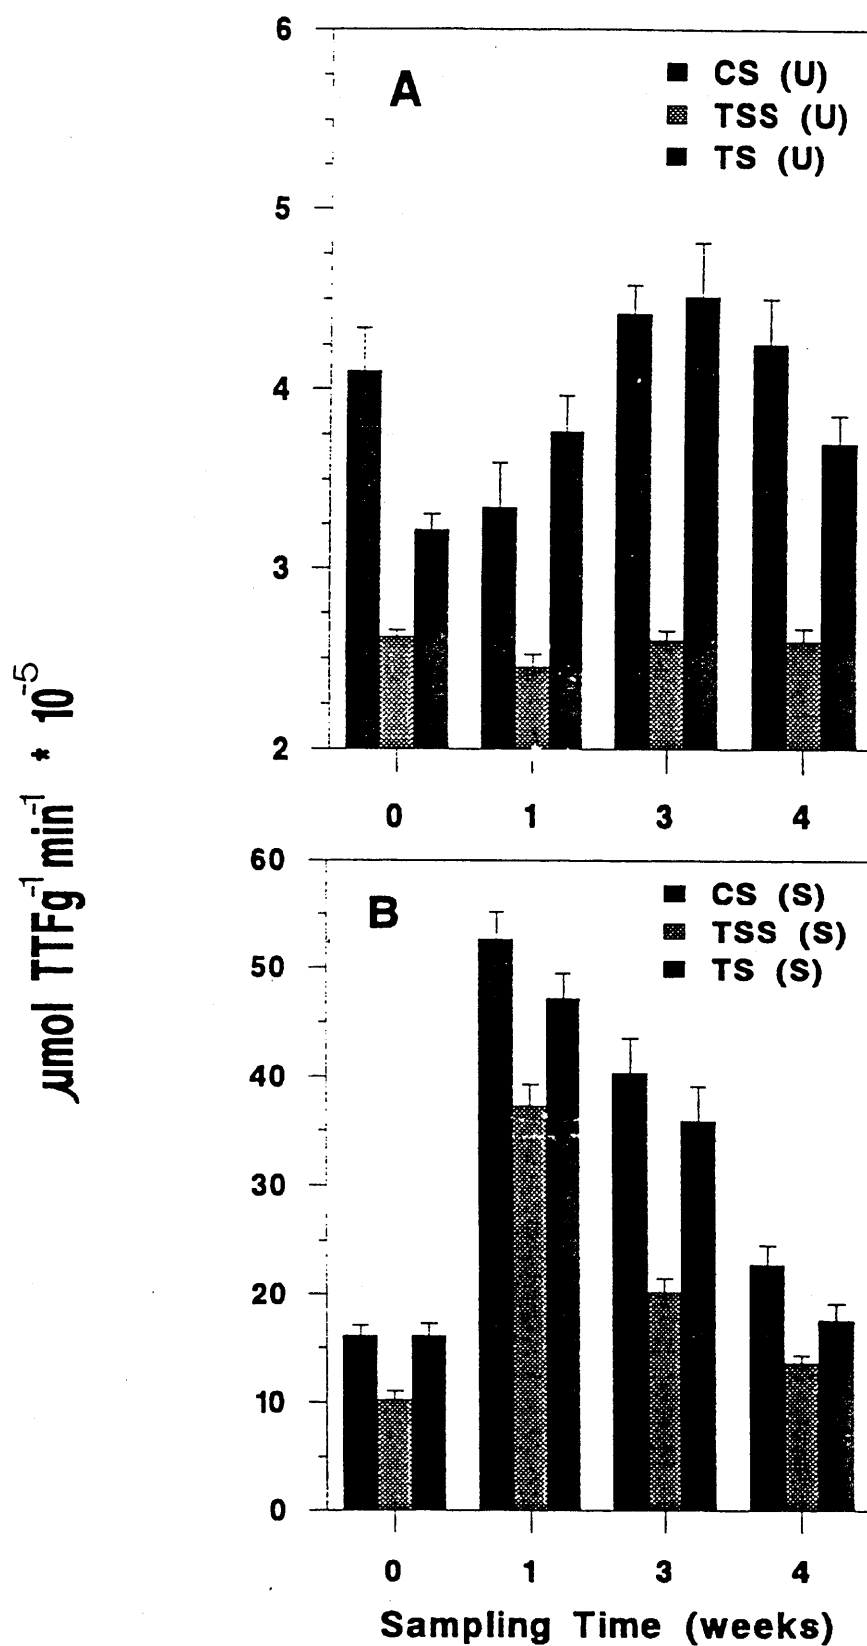 μmol TTFg⁻¹min⁻¹ * 10⁻⁵
A
CS (U)
TSS (U)
TS (U)
6
5
4
3
2
0 1 3 4
B
CS (S)
TSS (S)
TS (S)
60
50
40
30
20
10
0
0 1 3 4
Sampling Time (weeks)